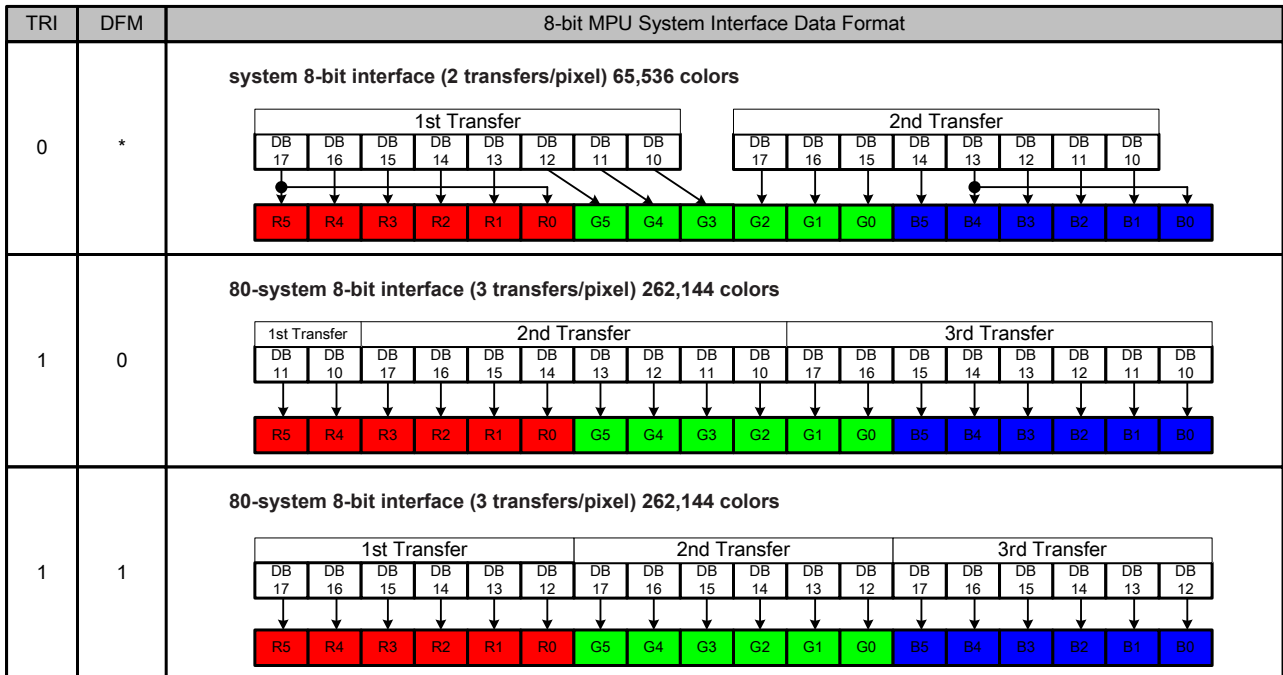 TRI DFM 8-bit MPU System Interface Data Format
0 *
system 8-bit interface (2 transfers/pixel) 65,536 colors
1st Transfer 2nd Transfer
DB DB DB DB DB DB DB DB DB DB DB DB DB DB DB DB
17 16 15 14 13 12 11 10 17 16 15 14 13 12 11 10
R5 R4 R3 R2 R1 R0 G5 G4 G3 G2 G1 G0 B5 B4 B3 B2 B1 B0
1 0
80-system 8-bit interface (3 transfers/pixel) 262,144 colors
1st Transfer 2nd Transfer 3rd Transfer
DB DB DB DB DB DB DB DB DB DB DB DB DB DB DB DB DB DB
11 10 17 16 15 14 13 12 11 10 17 16 15 14 13 12 11 10
R5 R4 R3 R2 R1 R0 G5 G4 G3 G2 G1 G0 B5 B4 B3 B2 B1 B0
1 1
80-system 8-bit interface (3 transfers/pixel) 262,144 colors
1st Transfer 2nd Transfer 3rd Transfer
DB DB DB DB DB DB DB DB DB DB DB DB DB DB DB DB DB DB
17 16 15 14 13 12 17 16 15 14 13 12 17 16 15 14 13 12
R5 R4 R3 R2 R1 R0 G5 G4 G3 G2 G1 G0 B5 B4 B3 B2 B1 B0